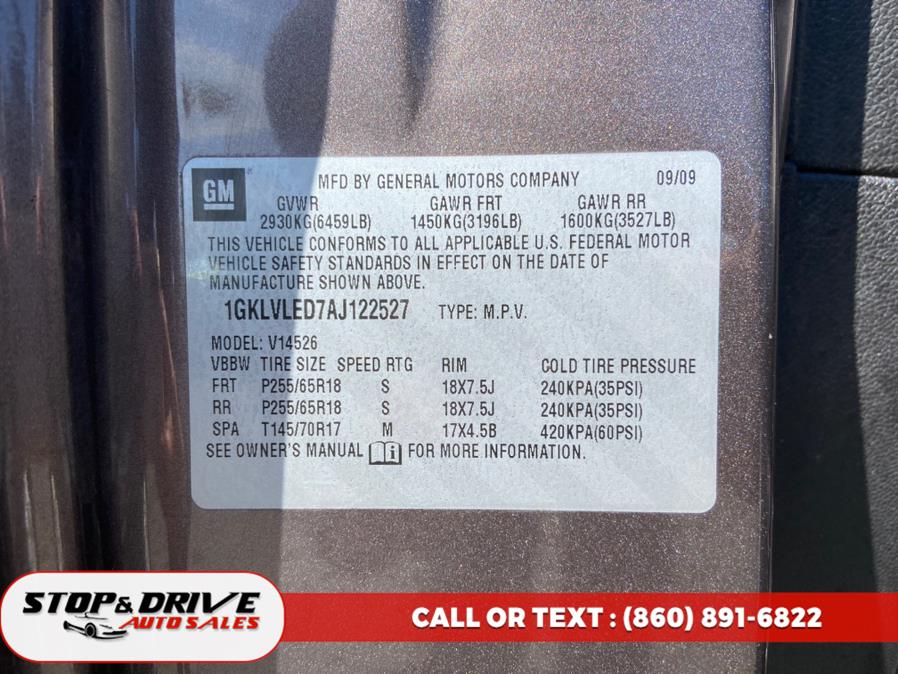 GM
MFD BY GENERAL MOTORS COMPANY 09/09
GVWR GAWR FRT GAWR RR
2930KG(6459LB) 1450KG(3196LB) 1600KG(3527LB)
THIS VEHICLE CONFORMS TO ALL APPLICABLE U.S. FEDERAL MOTOR
VEHICLE SAFETY STANDARDS IN EFFECT ON THE DATE OF
MANUFACTURE SHOWN ABOVE.
1GKLVLED7AJ122527 TYPE: M.P.V.
MODEL: V14526
VBBW TIRE SIZE SPEED RTG RIM COLD TIRE PRESSURE
FRT P255/65R18 S 18X7.5J 240KPA(35PSI)
RR P255/65R18 S 18X7.5J 240KPA(35PSI)
SPA T145/70R17 M 17X4.5B 420KPA(60PSI)
SEE OWNER'S MANUAL FOR MORE INFORMATION.
STOP & DRIVE
AUTO SALES
CALL OR TEXT : (860) 891-6822